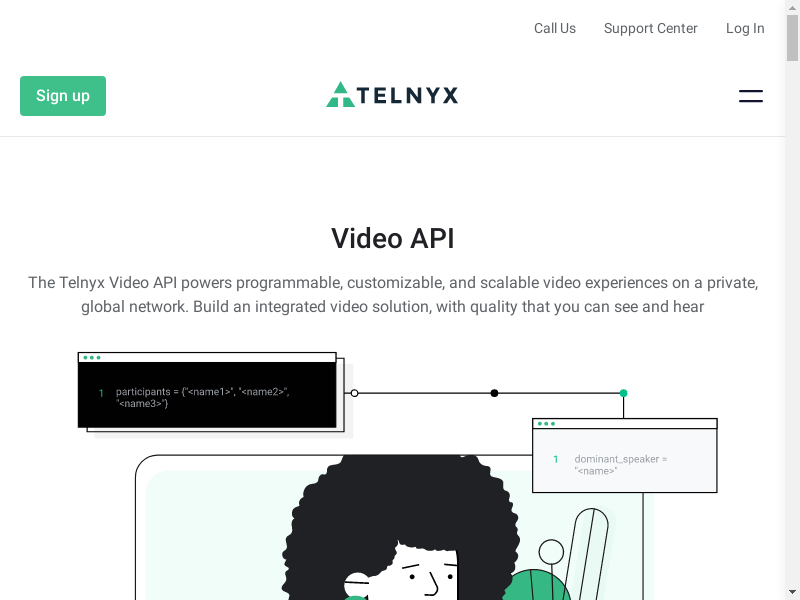 Call Us Support Center Log In
Sign up
TELNYX
Video API
The Telnyx Video API powers programmable, customizable, and scalable video experiences on a private,
global network. Build an integrated video solution, with quality that you can see and hear
1 participants = {"<name1>", "<name2>",
"<name3>"}
1 dominant_speaker =
"<name>"